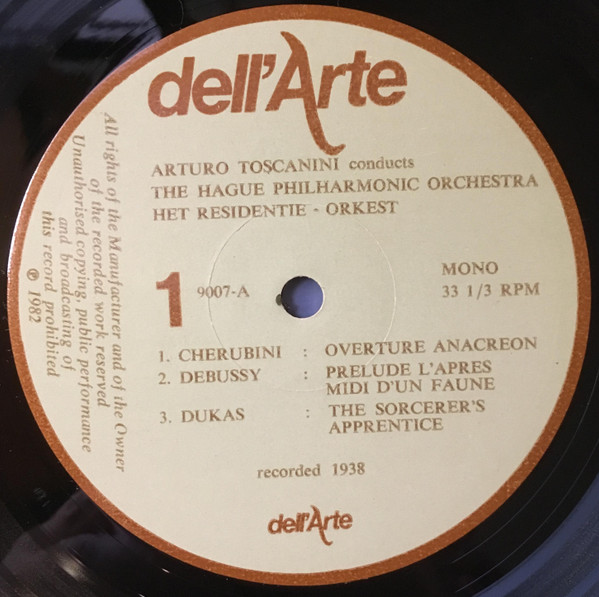 dell'Arte
ARTURO TOSCANINI conducts
THE HAGUE PHILHARMONIC ORCHESTRA
HET RESIDENTIE - ORKEST
1 9007-A
MONO
33 1/3 RPM
1. CHERUBINI : OVERTURE ANACREON
2. DEBUSSY : PRELUDE L'APRES
MIDI D'UN FAUNE
3. DUKAS : THE SORCERER'S
APPRENTICE
recorded 1938
dell'Arte
All rights of the Manufacturer and of the Owner
of the recorded work reserved
Unauthorised copying, public performance
and broadcasting of
this record prohibited
℗ 1982